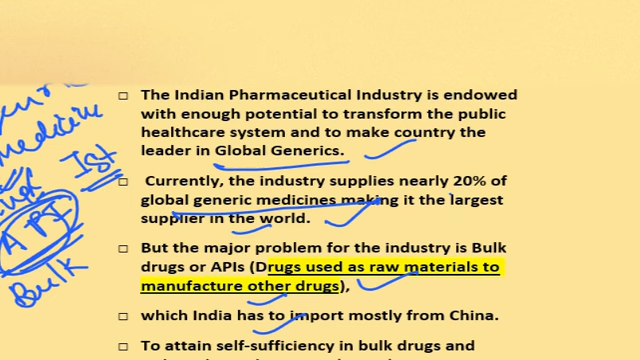 The Indian Pharmaceutical Industry is endowed
with enough potential to transform the public
healthcare system and to make country the
leader in Global Generics.
Currently, the industry supplies nearly 20% of
global generic medicines making it the largest
supplier in the world.
But the major problem for the industry is Bulk
drugs or APIs (Drugs used as raw materials to
manufacture other drugs),
which India has to import mostly from China.
To attain self-sufficiency in bulk drugs and
medicine
Ist
API
Bulk